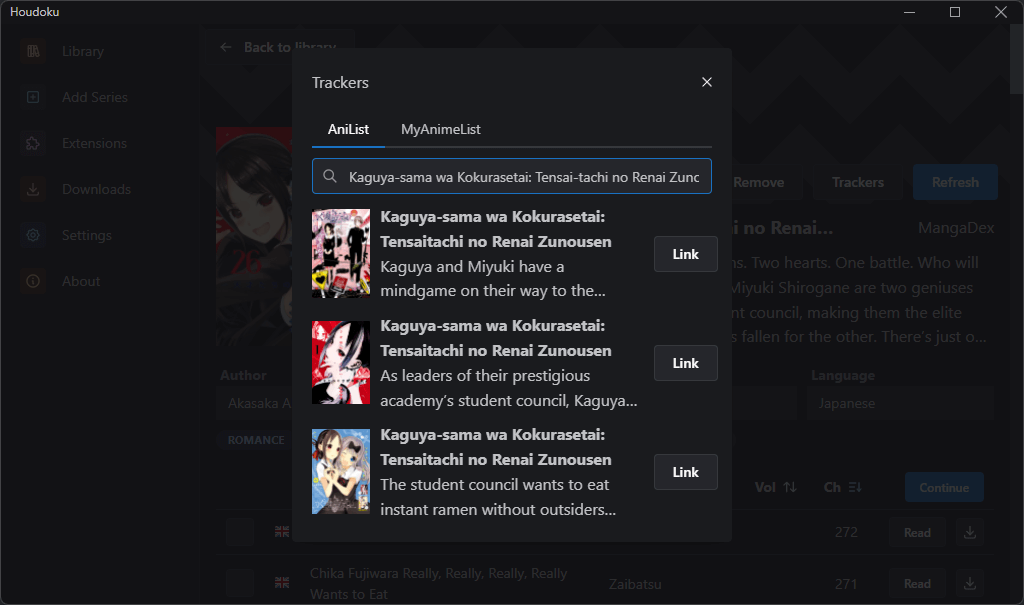 Houdoku
Library
Add Series
Extensions
Downloads
Settings
About
Back to library
Trackers
AniList
MyAnimeList
Kaguya-sama wa Kokurasetai: Tensai-tachi no Renai Zunc
Kaguya-sama wa Kokurasetai:
Tensaitachi no Renai Zunousen
Kaguya and Miyuki have a
mindgame on their way to the...
Link
Kaguya-sama wa Kokurasetai:
Tensaitachi no Renai Zunousen
As leaders of their prestigious
academy's student council, Kaguya...
Link
Kaguya-sama wa Kokurasetai:
Tensaitachi no Renai Zunousen
The student council wants to eat
instant ramen without outsiders...
Link
Remove
Trackers
Refresh
no Renai...
MangaDex
Two hearts. One battle. Who will
Miyuki Shirogane are two geniuses
council, making them the elite
fallen for the other. There's just o...
Author
Akasaka A
Language
Japanese
ROMANCE
Vol
Ch
Continue
272
Read
Chika Fujiwara Really, Really, Really, Really
Wants to Eat
Zaibatsu
271
Read